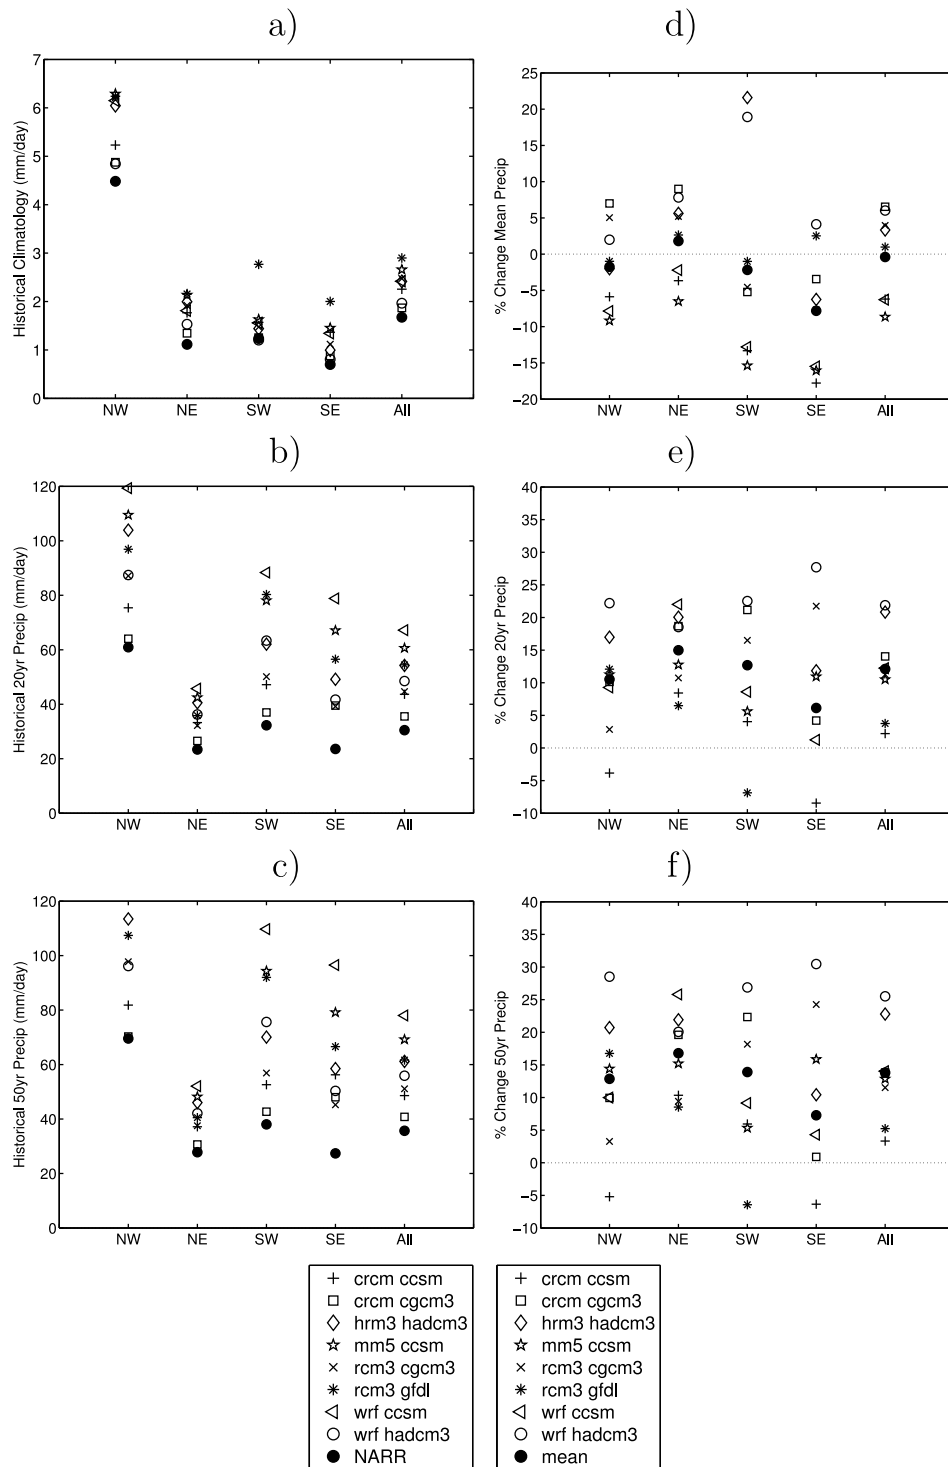 a)
Historical Climatology (mm/day)
7
6
5
4
3
2
1
0
NW NE SW SE All
d)
% Change Mean Precip
25
20
15
10
5
0
−5
−10
−15
−20
NW NE SW SE All
b)
Historical 20yr Precip (mm/day)
120
100
80
60
40
20
0
NW NE SW SE All
e)
% Change 20yr Precip
40
35
30
25
20
15
10
5
0
−5
−10
NW NE SW SE All
c)
Historical 50yr Precip (mm/day)
120
100
80
60
40
20
0
NW NE SW SE All
f)
% Change 50yr Precip
40
35
30
25
20
15
10
5
0
−5
−10
NW NE SW SE All
crcm ccsm
crcm cgcm3
hrm3 hadcm3
mm5 ccsm
rcm3 cgcm3
rcm3 gfdl
wrf ccsm
wrf hadcm3
NARR
crcm ccsm
crcm cgcm3
hrm3 hadcm3
mm5 ccsm
rcm3 cgcm3
rcm3 gfdl
wrf ccsm
wrf hadcm3
mean